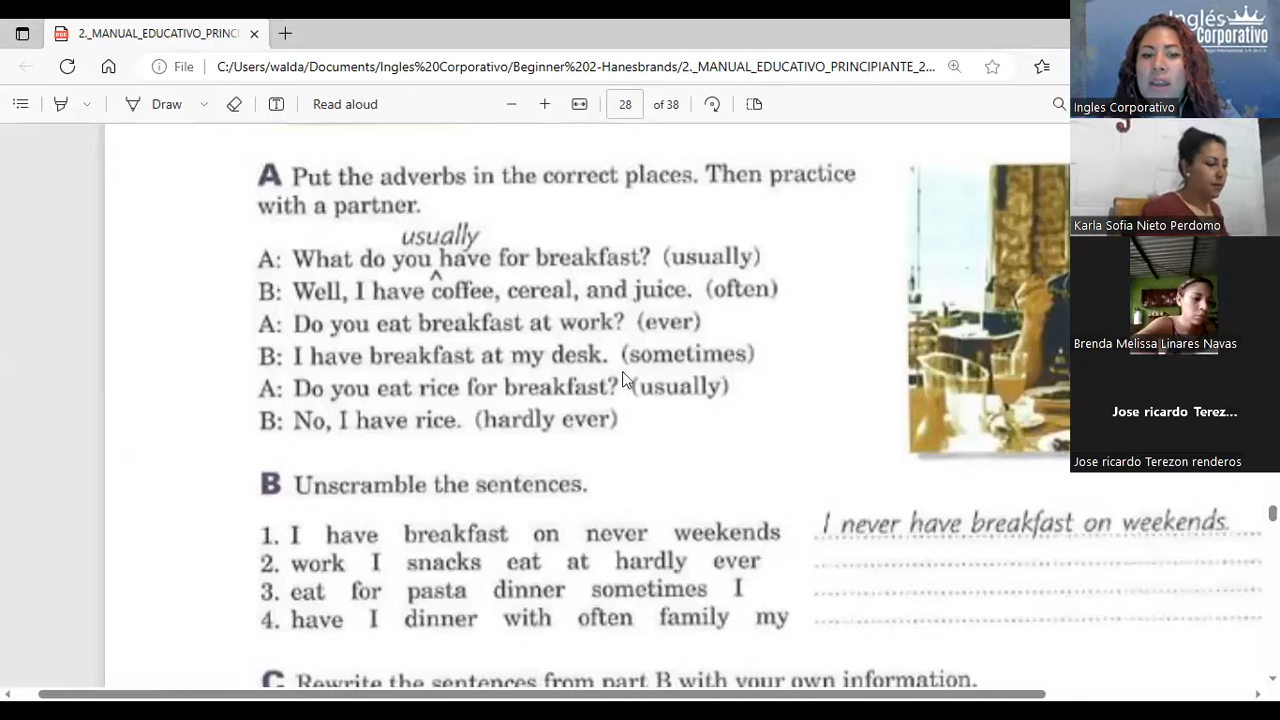 2._MANUAL_EDUCATIVO_PRINCI
File
C:/Users/walda/Documents/Ingles%20Corporativo/Beginner%202-Hanesbrands/2._MANUAL_EDUCATIVO_PRINCIPIANTE_2...
Draw
Read aloud
28
of 38
Inglés
Corporativo
Ingles Corporativo
Karla Sofia Nieto Perdomo
Brenda Melissa Linares Navas
Jose ricardo Terez...
Jose ricardo Terezon renderos
A Put the adverbs in the correct places. Then practice
with a partner.
usually
A: What do you have for breakfast? (usually)
B: Well, I have coffee, cereal, and juice. (often)
A: Do you eat breakfast at work? (ever)
B: I have breakfast at my desk. (sometimes)
A: Do you eat rice for breakfast? (usually)
B: No, I have rice. (hardly ever)
B Unscramble the sentences.
1. I have breakfast on never weekends
I never have breakfast on weekends.
2. work I snacks eat at hardly ever
3. eat for pasta dinner sometimes I
4. have I dinner with often family my
C Rewrite the sentences from part B with your own information.